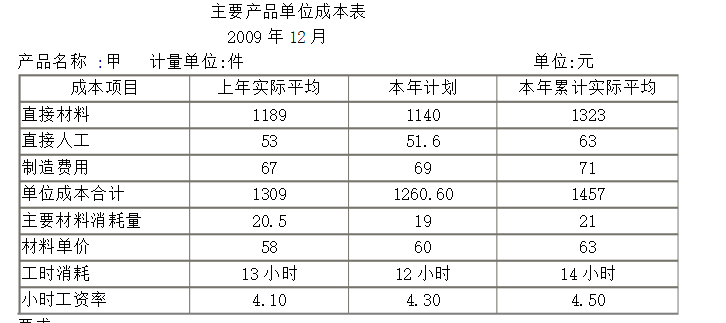 主要产品单位成本表
2009 年 12 月
产品名称 :甲 计量单位:件 单位:元
成本项目 上年实际平均 本年计划 本年累计实际平均
直接材料 1189 1140 1323
直接人工 53 51.6 63
制造费用 67 69 71
单位成本合计 1309 1260.60 1457
主要材料消耗量 20.5 19 21
材料单价 58 60 63
工时消耗 13 小时 12 小时 14 小时
小时工资率 4.10 4.30 4.50